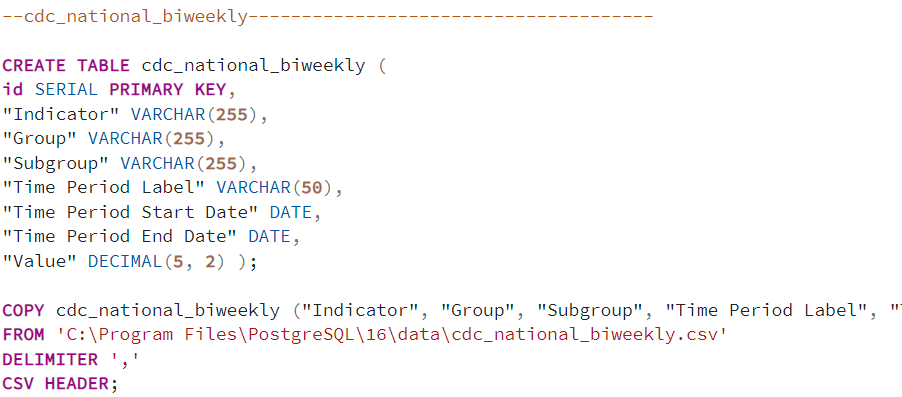 --cdc_national_biweekly--------------------------------------
CREATE TABLE cdc_national_biweekly (
id SERIAL PRIMARY KEY,
"Indicator" VARCHAR(255),
"Group" VARCHAR(255),
"Subgroup" VARCHAR(255),
"Time Period Label" VARCHAR(50),
"Time Period Start Date" DATE,
"Time Period End Date" DATE,
"Value" DECIMAL(5, 2) );
COPY cdc_national_biweekly ("Indicator", "Group", "Subgroup", "Time Period Label", "
FROM 'C:\Program Files\PostgreSQL\16\data\cdc_national_biweekly.csv'
DELIMITER ','
CSV HEADER;